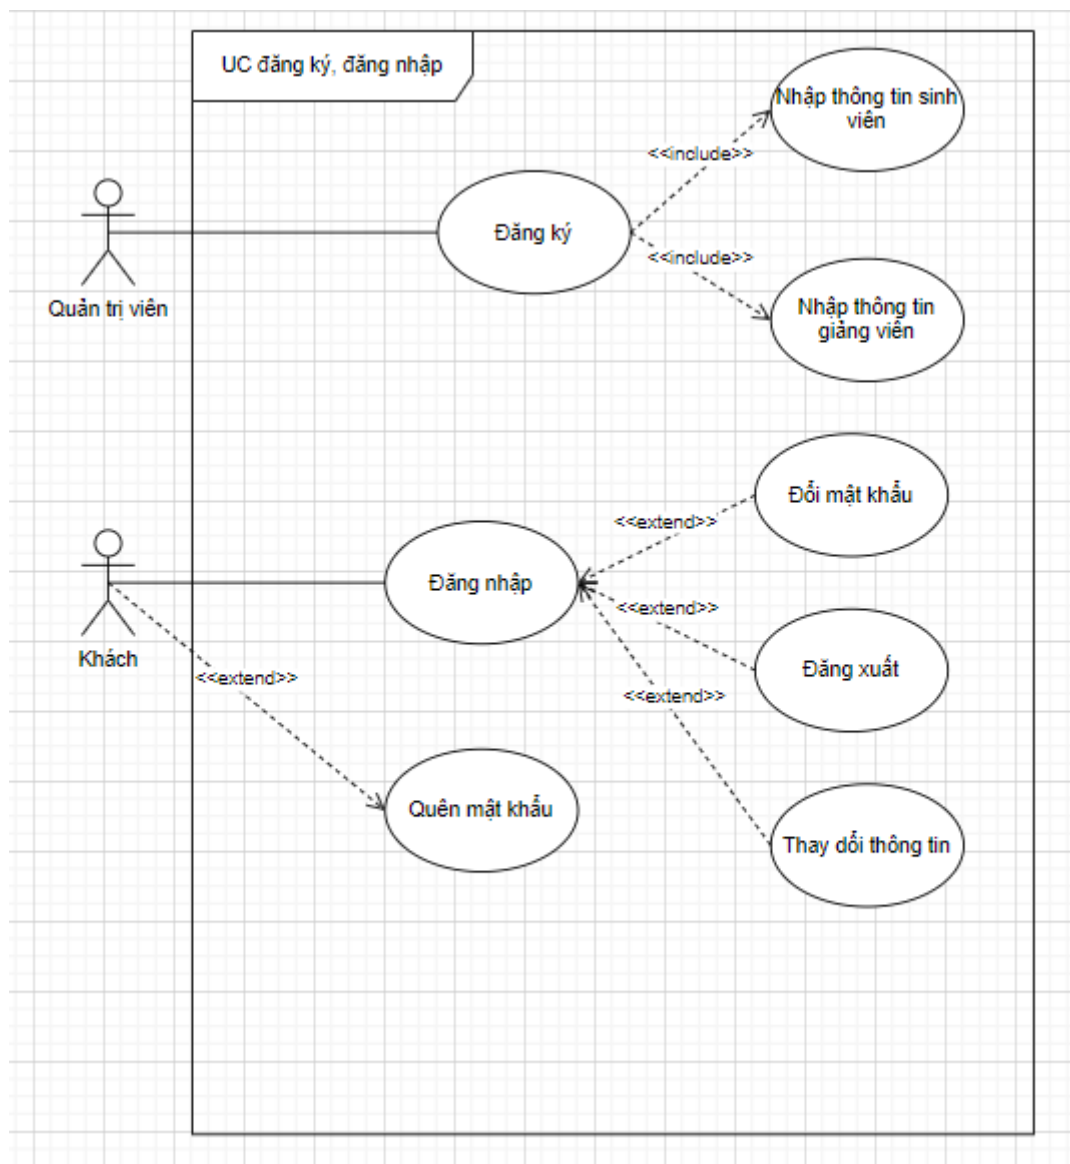 UC đăng ký, đăng nhập
Nhập thông tin sinh
viên
<<include>>
Đăng ký
<<include>>
Quản trị viên
Nhập thông tin
giảng viên
Đổi mật khẩu
<<extend>>
Đăng nhập
<<extend>>
Khách
Đăng xuất
<<extend>>
<<extend>>
Quên mật khẩu
Thay dổi thông tin